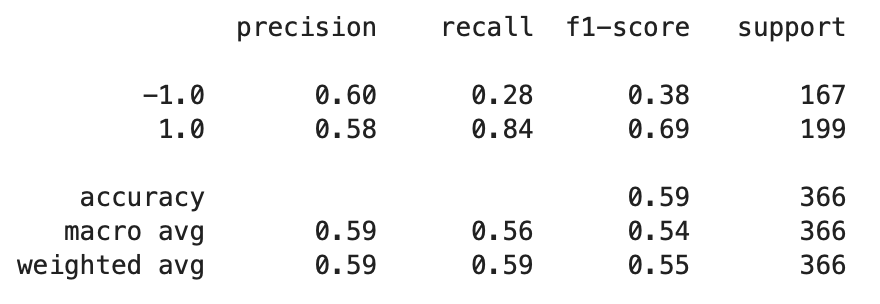 precision recall f1-score support
-1.0 0.60 0.28 0.38 167
1.0 0.58 0.84 0.69 199
accuracy 0.59 366
macro avg 0.59 0.56 0.54 366
weighted avg 0.59 0.59 0.55 366